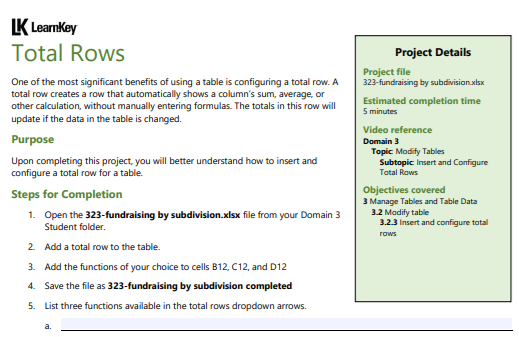 LK LearnKey
Total Rows
One of the most significant benefits of using a table is configuring a total row. A
total row creates a row that automatically shows a column's sum, average, or
other calculation, without manually entering formulas. The totals in this row will
update if the data in the table is changed.
Purpose
Upon completing this project, you will better understand how to insert and
configure a total row for a table.
Steps for Completion
1. Open the 323-fundraising by subdivision.xlsx file from your Domain 3
Student folder.
2. Add a total row to the table.
3. Add the functions of your choice to cells B12, C12, and D12
4. Save the file as 323-fundraising by subdivision completed
5. List three functions available in the total rows dropdown arrows.
a.
Project Details
Project file
323-fundraising by subdivision.xlsx
Estimated completion time
5 minutes
Video reference
Domain 3
Topic: Modify Tables
Subtopic: Insert and Configure
Total Rows
Objectives covered
3 Manage Tables and Table Data
3.2 Modify table
3.2.3 Insert and configure total
rows